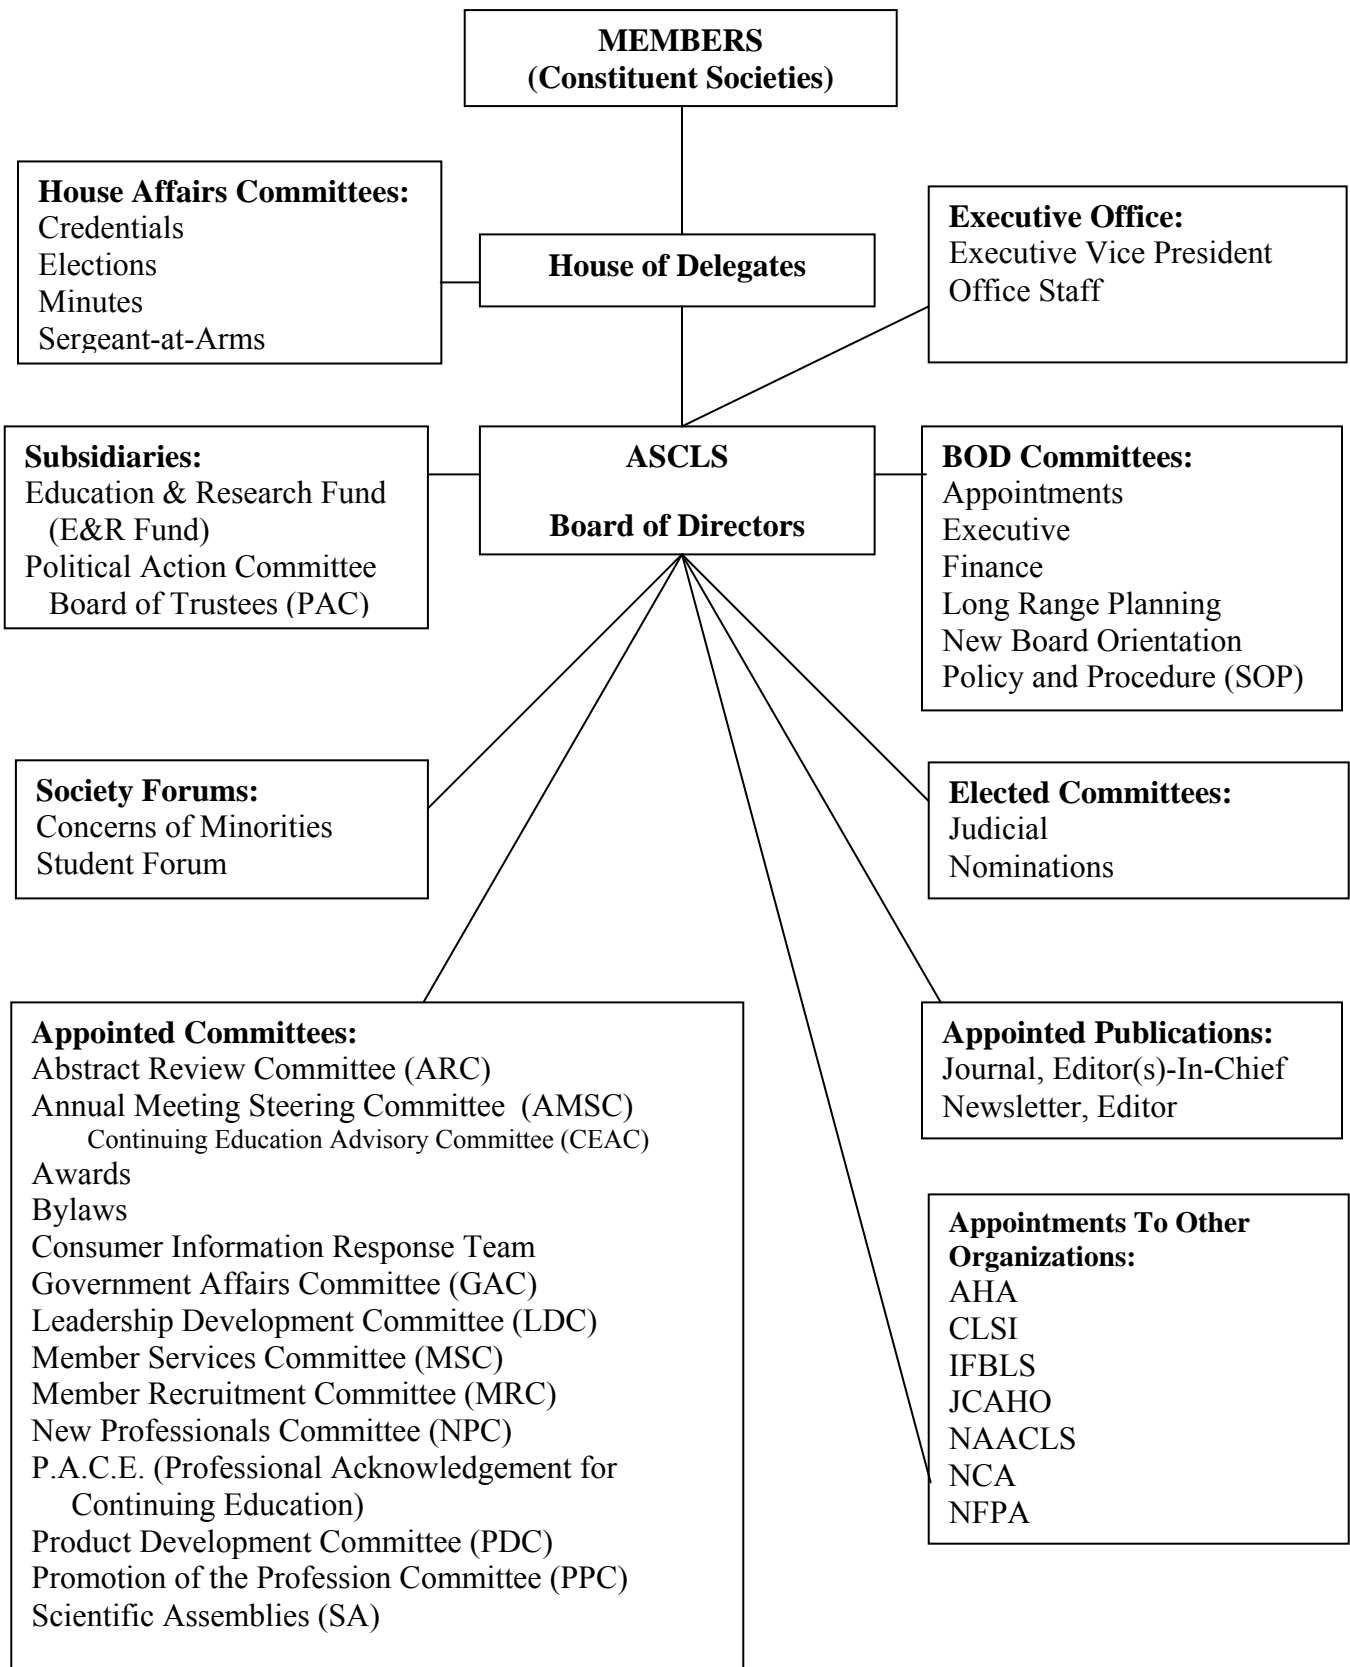 MEMBERS
(Constituent Societies)
House Affairs Committees:
Credentials
Elections
Minutes
Sergeant-at-Arms
House of Delegates
Executive Office:
Executive Vice President
Office Staff
Subsidiaries:
Education & Research Fund
(E&R Fund)
Political Action Committee
Board of Trustees (PAC)
ASCLS
Board of Directors
BOD Committees:
Appointments
Executive
Finance
Long Range Planning
New Board Orientation
Policy and Procedure (SOP)
Society Forums:
Concerns of Minorities
Student Forum
Elected Committees:
Judicial
Nominations
Appointed Committees:
Abstract Review Committee (ARC)
Annual Meeting Steering Committee (AMSC)
Continuing Education Advisory Committee (CEAC)
Awards
Bylaws
Consumer Information Response Team
Government Affairs Committee (GAC)
Leadership Development Committee (LDC)
Member Services Committee (MSC)
Member Recruitment Committee (MRC)
New Professionals Committee (NPC)
P.A.C.E. (Professional Acknowledgement for
Continuing Education)
Product Development Committee (PDC)
Promotion of the Profession Committee (PPC)
Scientific Assemblies (SA)
Appointed Publications:
Journal, Editor(s)-In-Chief
Newsletter, Editor
Appointments To Other
Organizations:
AHA
CLSI
IFBLS
JCAHO
NAACLS
NCA
NFPA